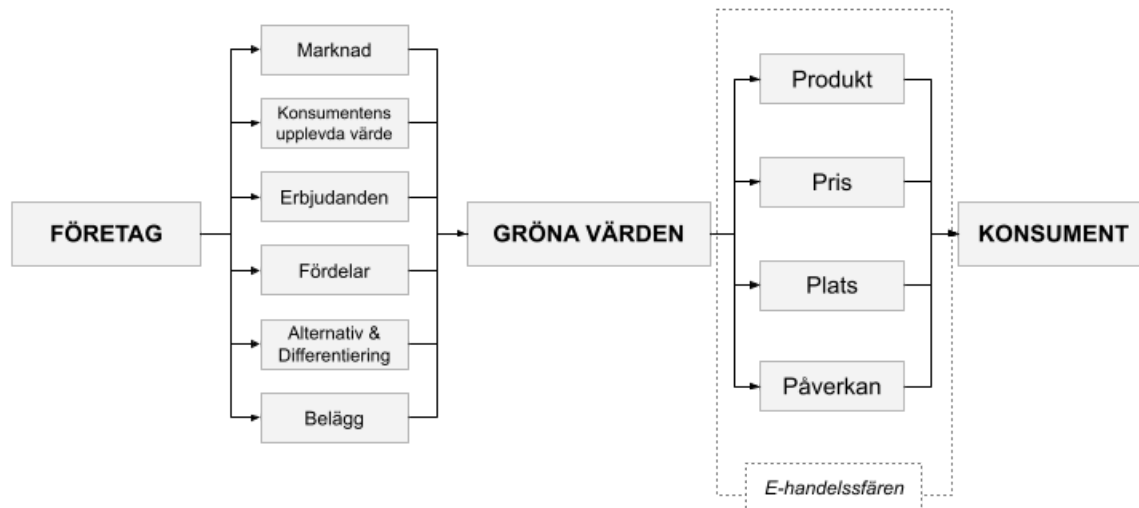 FÖRETAG
Marknad
Konsumentens
upplevda värde
Erbjudanden
Fördelar
Alternativ &
Differentiering
Belägg
GRÖNA VÄRDEN
Produkt
Pris
Plats
Påverkan
E-handelssfären
KONSUMENT